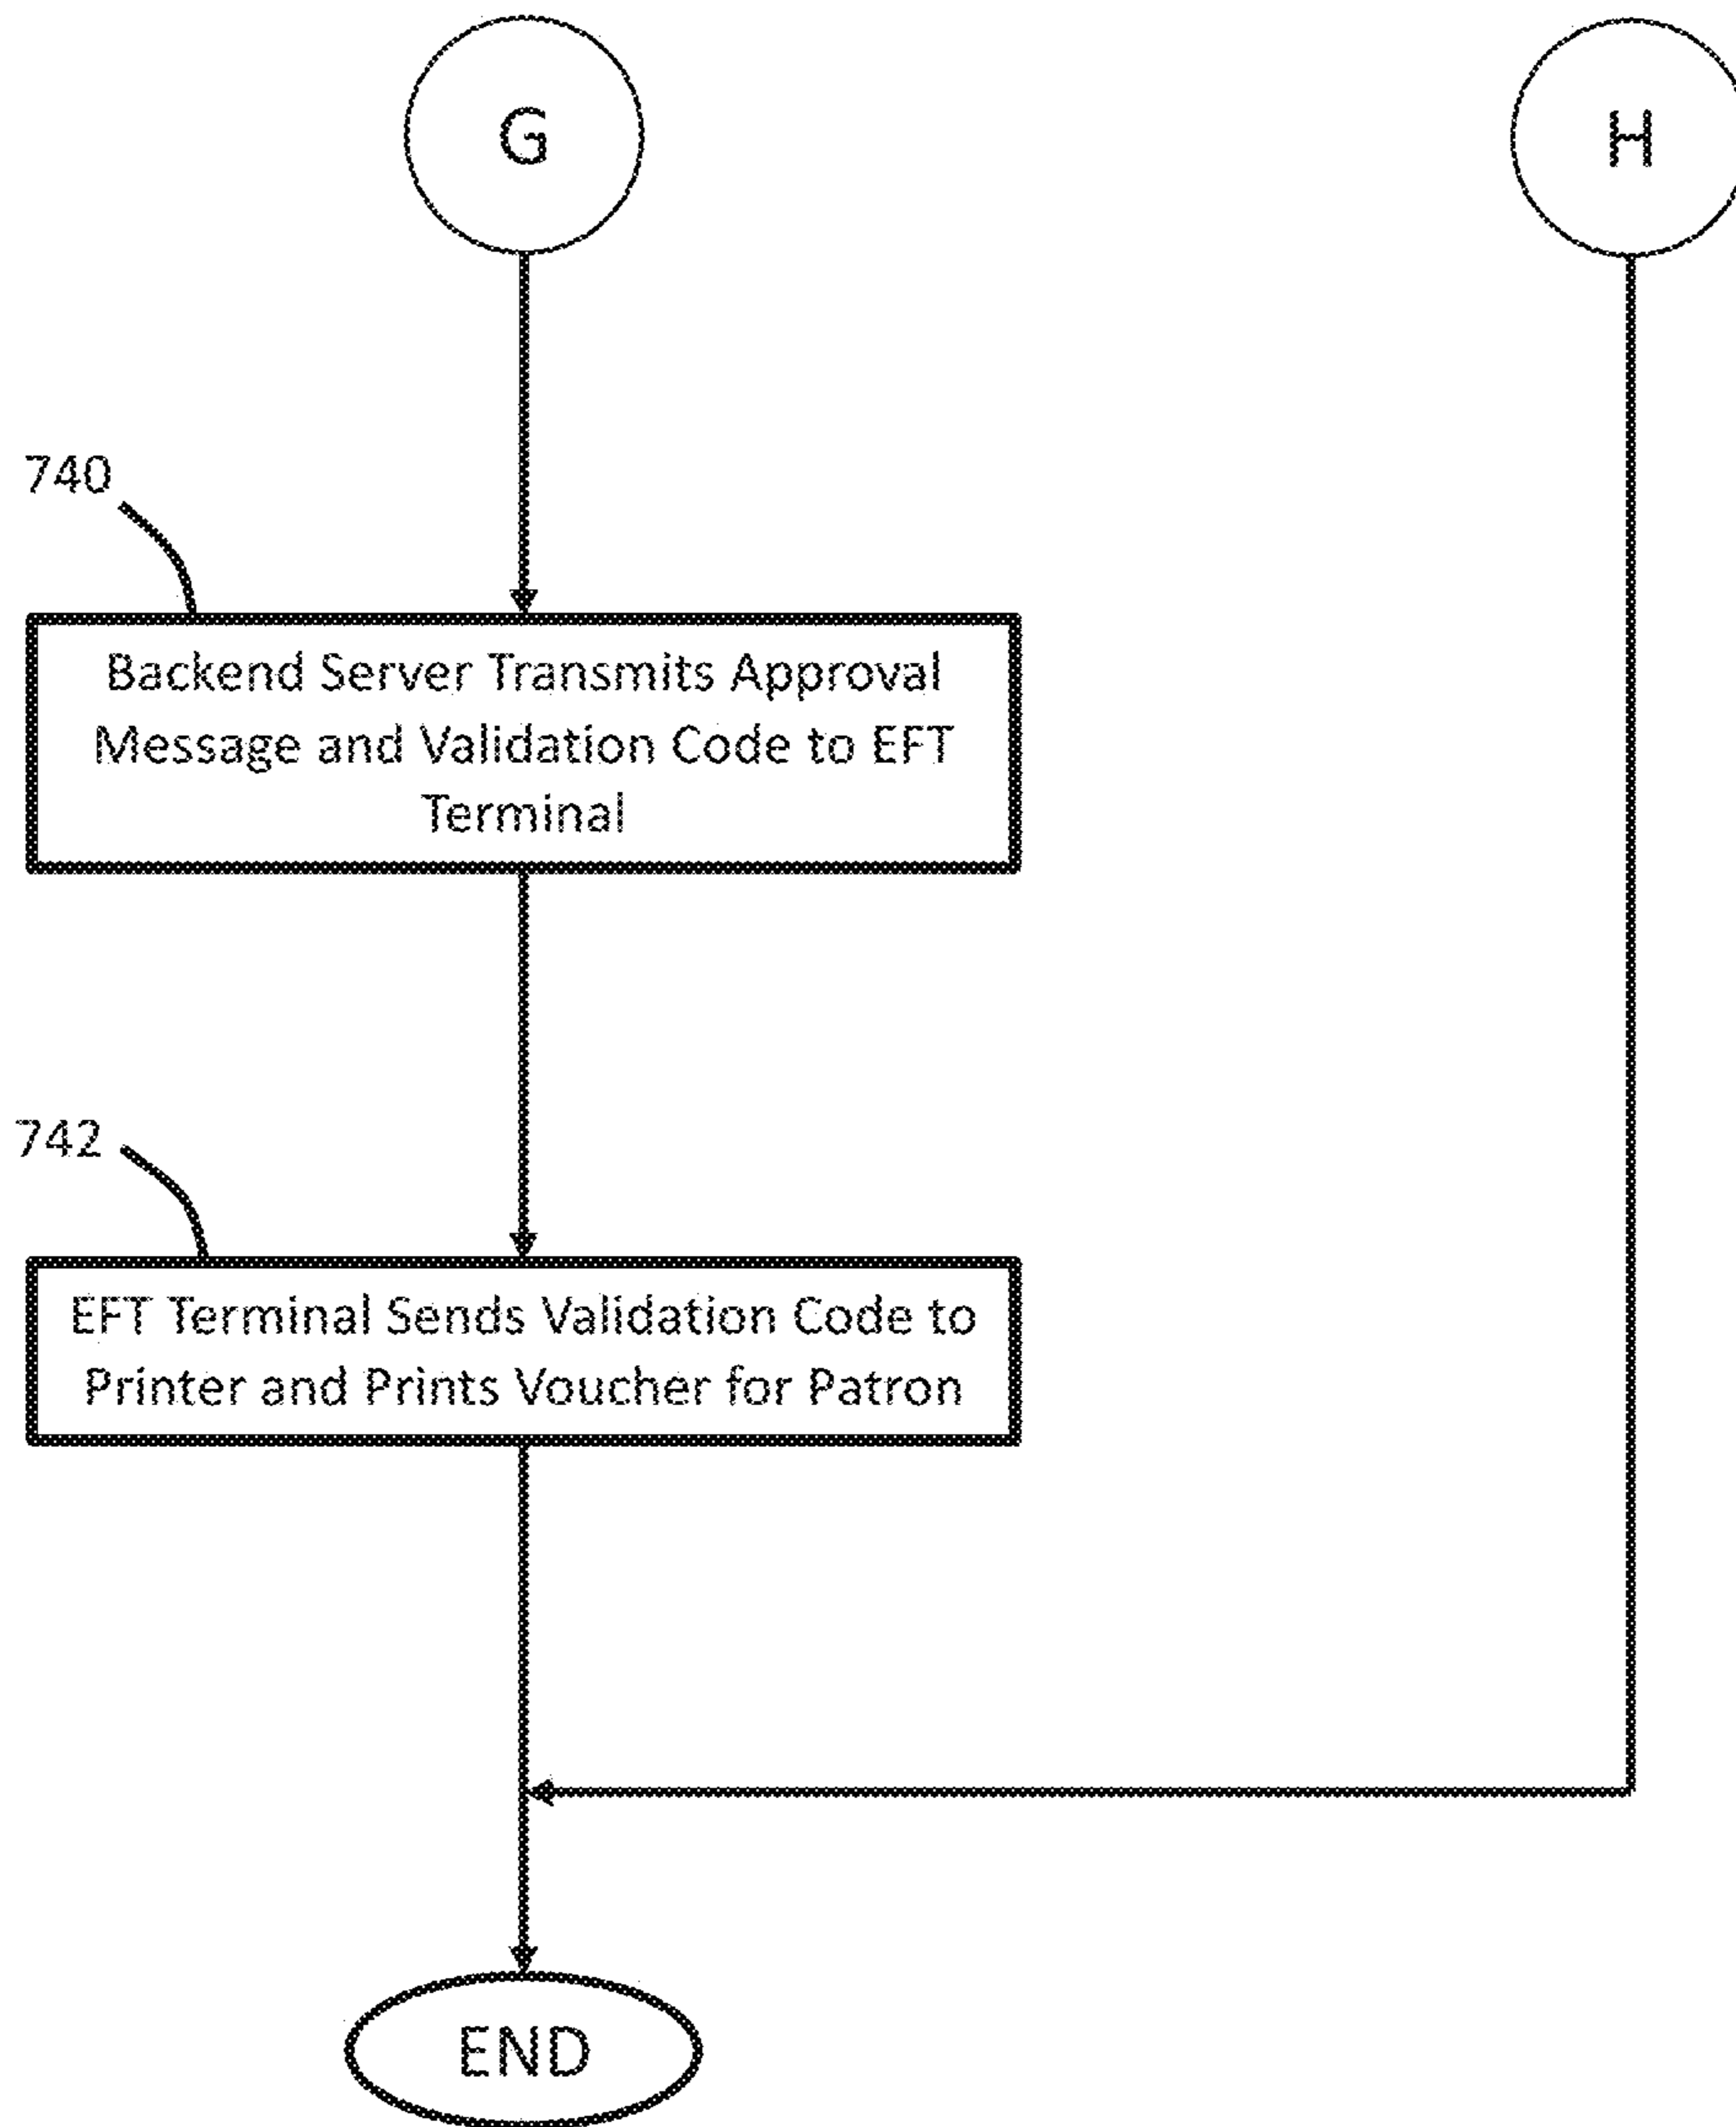 G
H
740
Backend Server Transmits Approval
Message and Validation Code to EFT
Terminal
742
EFT Terminal Sends Validation Code to
Printer and Prints Voucher for Patron
END